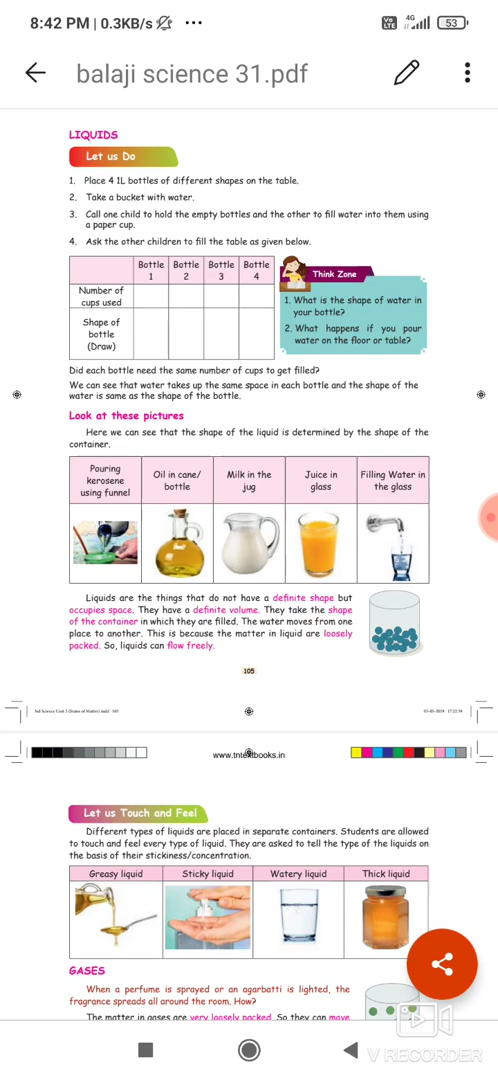 8:42 PM | 0.3KB/s ···
Vo LTE 4G 53
balaji science 31.pdf
LIQUIDS
Let us Do
1. Place 4 1L bottles of different shapes on the table.
2. Take a bucket with water.
3. Call one child to hold the empty bottles and the other to fill water into them using
a paper cup.
4. Ask the other children to fill the table as given below.
Bottle 1 Bottle 2 Bottle 3 Bottle 4
Number of cups used
Shape of bottle (Draw)
Think Zone
1. What is the shape of water in
your bottle?
2. What happens if you pour
water on the floor or table?
Did each bottle need the same number of cups to get filled?
We can see that water takes up the same space in each bottle and the shape of the
water is same as the shape of the bottle.
Look at these pictures
Here we can see that the shape of the liquid is determined by the shape of the
container.
Pouring kerosene using funnel
Oil in cane/ bottle
Milk in the jug
Juice in glass
Filling Water in the glass
Liquids are the things that do not have a definite shape but
occupies space. They have a definite volume. They take the shape
of the container in which they are filled. The water moves from one
place to another. This is because the matter in liquid are loosely
packed. So, liquids can flow freely.
105
3rd Science Unit 3 (States of Matter).indd 105
www.tntextbooks.in
Let us Touch and Feel
Different types of liquids are placed in separate containers. Students are allowed
to touch and feel every type of liquid. They are asked to tell the type of the liquids on
the basis of their stickiness/concentration.
Greasy liquid Sticky liquid Watery liquid Thick liquid
GASES
When a perfume is sprayed or an agarbatti is lighted, the
fragrance spreads all around the room. How?
The matter in gases are very loosely packed. So they can move
V RECORDER